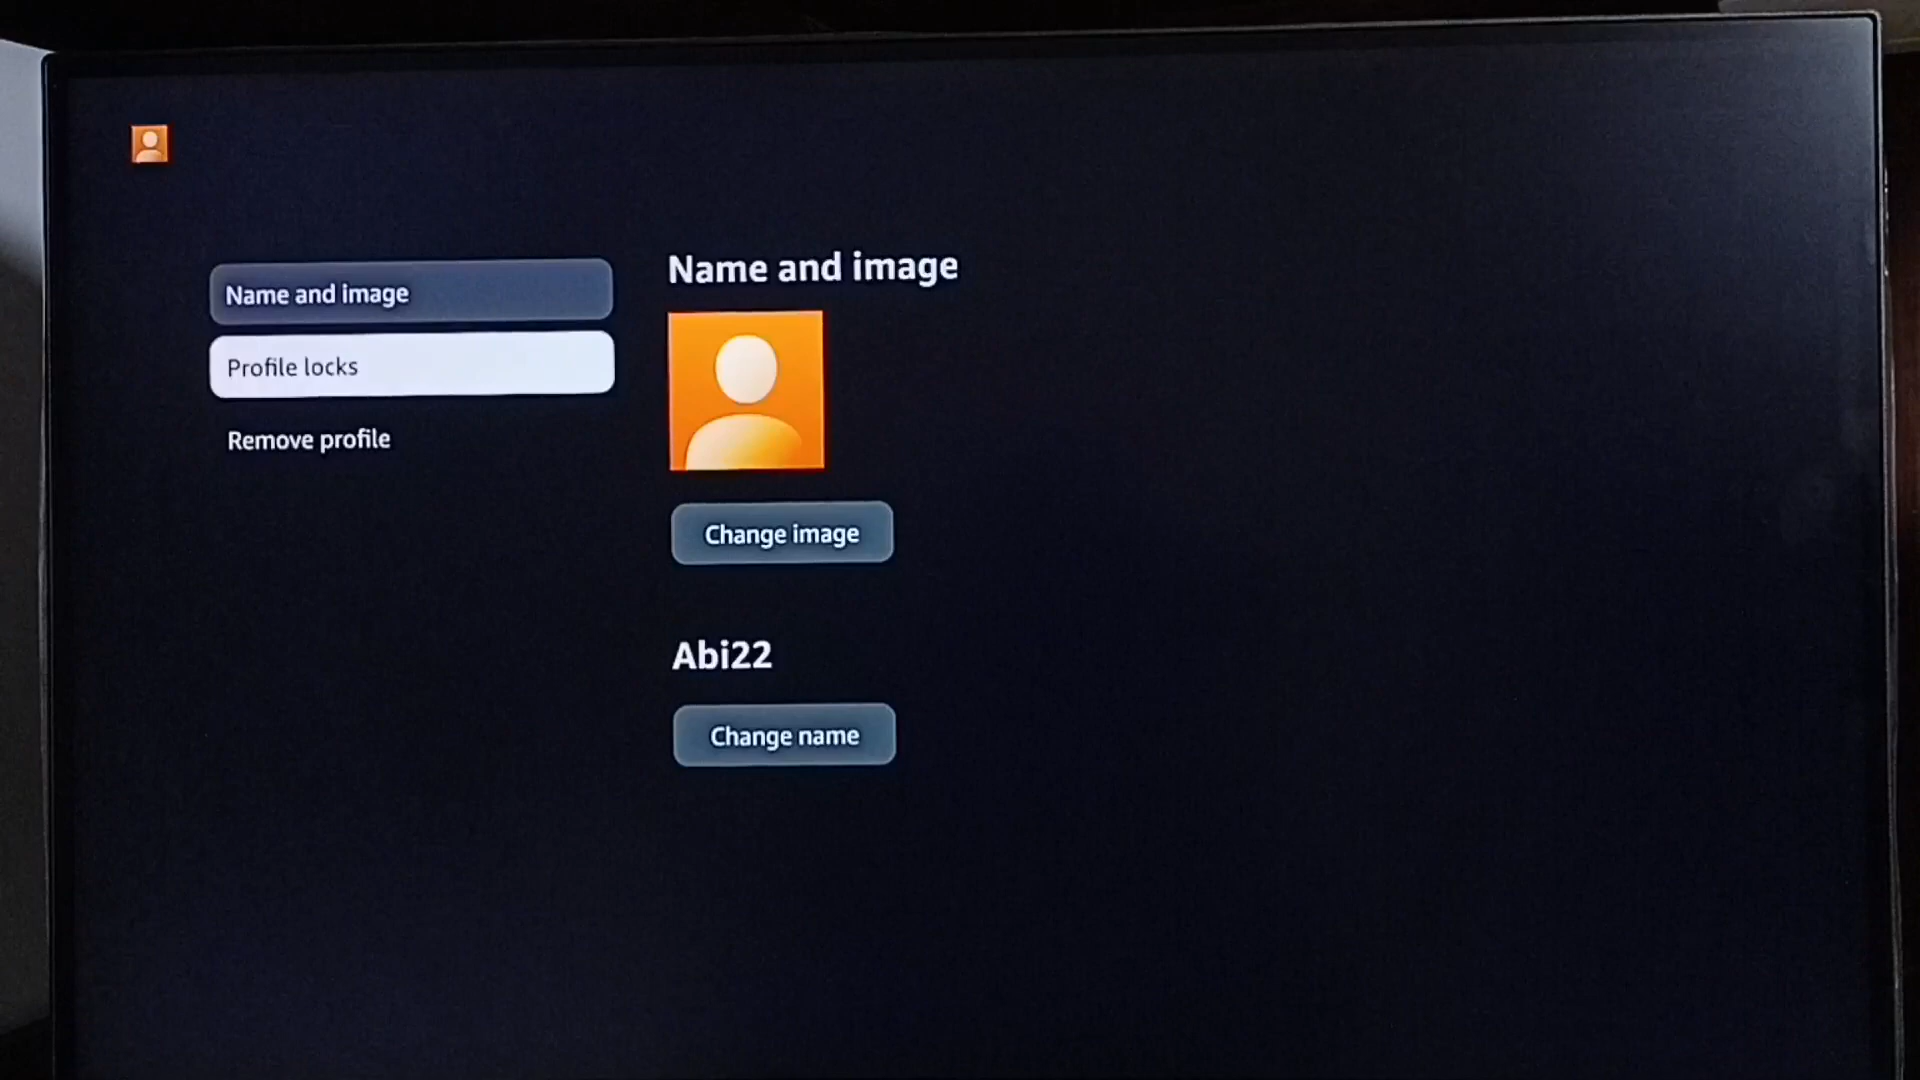 Name and image
Profile locks
Remove profile
Name and image
Change image
Abi22
Change name